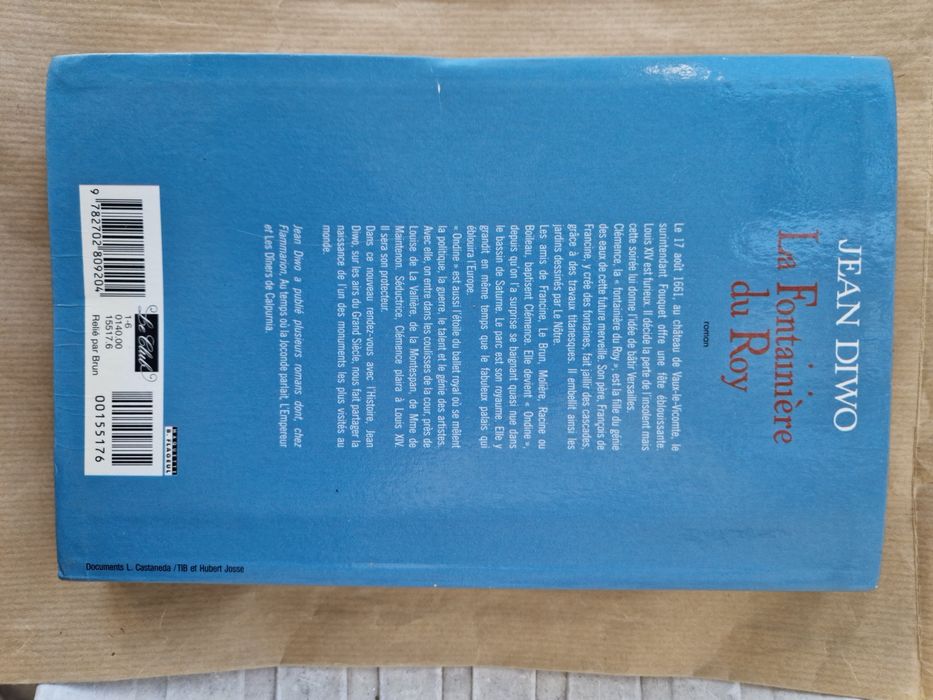 JEAN DIWO
La Fontainière
du Roy
roman
Le 17 août 1661, au château de Vaux-le-Vicomte, le
surintendant Fouquet offre une fête éblouissante.
Louis XIV est furieux. Il décide la perte de l'insolent mais
cette soirée lui donne l'idée de bâtir Versailles.
Clémence, la « fontainière du Roy », est la fille du génie
des eaux de cette future merveille. Son père, François de
Francine, y crée des fontaines, fait jaillir des cascades,
grâce à des travaux titanesques. Il embellit ainsi les
jardins dessinés par Le Nôtre.
Les amis de Francine, Le Brun, Molière, Racine ou
Boileau, baptisent Clémence. Elle devient « Ondine »,
depuis qu'on l'a surprise se baignant quasi nue dans
le bassin de Saturne. Le parc est son royaume. Elle y
grandit en même temps que le fabuleux palais qui
éblouira l'Europe.
« Ondine » est aussi l'étoile du ballet royal où se mêlent
la politique, la guerre, le talent et le génie des artistes.
Avec elle, on entre dans les coulisses de la cour, près de
Louise de La Vallière, de la Montespan, de Mme de
Maintenon. Séductrice, Clémence plaira à Louis XIV.
Il sera son protecteur.
Dans ce nouveau rendez-vous avec l'Histoire, Jean
Diwo, sur les airs du Grand Siècle, nous fait partager la
naissance de l'un des monuments les plus visités au
monde.
Jean Diwo a publié plusieurs romans dont, chez
Flammarion, Au temps où la Joconde parlait, L'Empereur
et Les Dîners de Calpurnia.
9 782702 809204
1-6
0140.00
15517.6
Relié par Brun
Le Club
00155176
Documents L. Castaneda /TIB et Hubert Josse